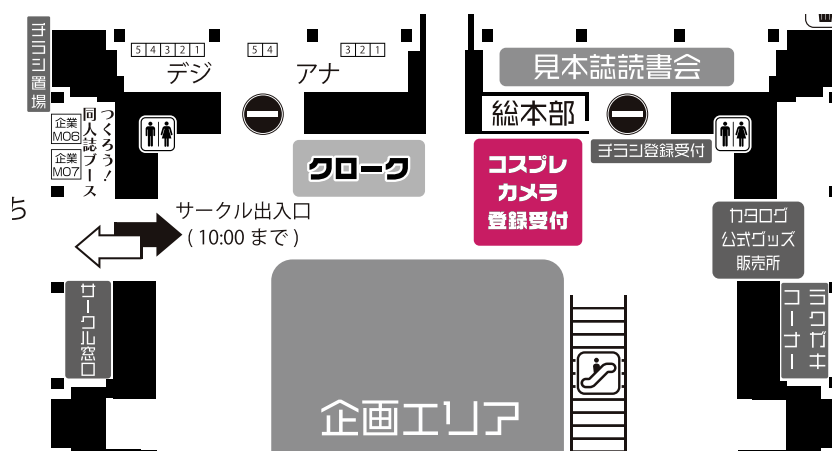 チラシ置場
5 4 3 2 1
5 4
3 2 1
デジ
アナ
見本誌読書会
総本部
チラシ登録受付
企業
M06
企業
M07
つくろう！
同人誌ブース
クローク
コスプレ
カメラ
登録受付
カタログ
公式グッズ
販売所
ち
サークル出入口
( 10:00 まで )
サークル窓口
ラクガキ
コーナー
企画エリア